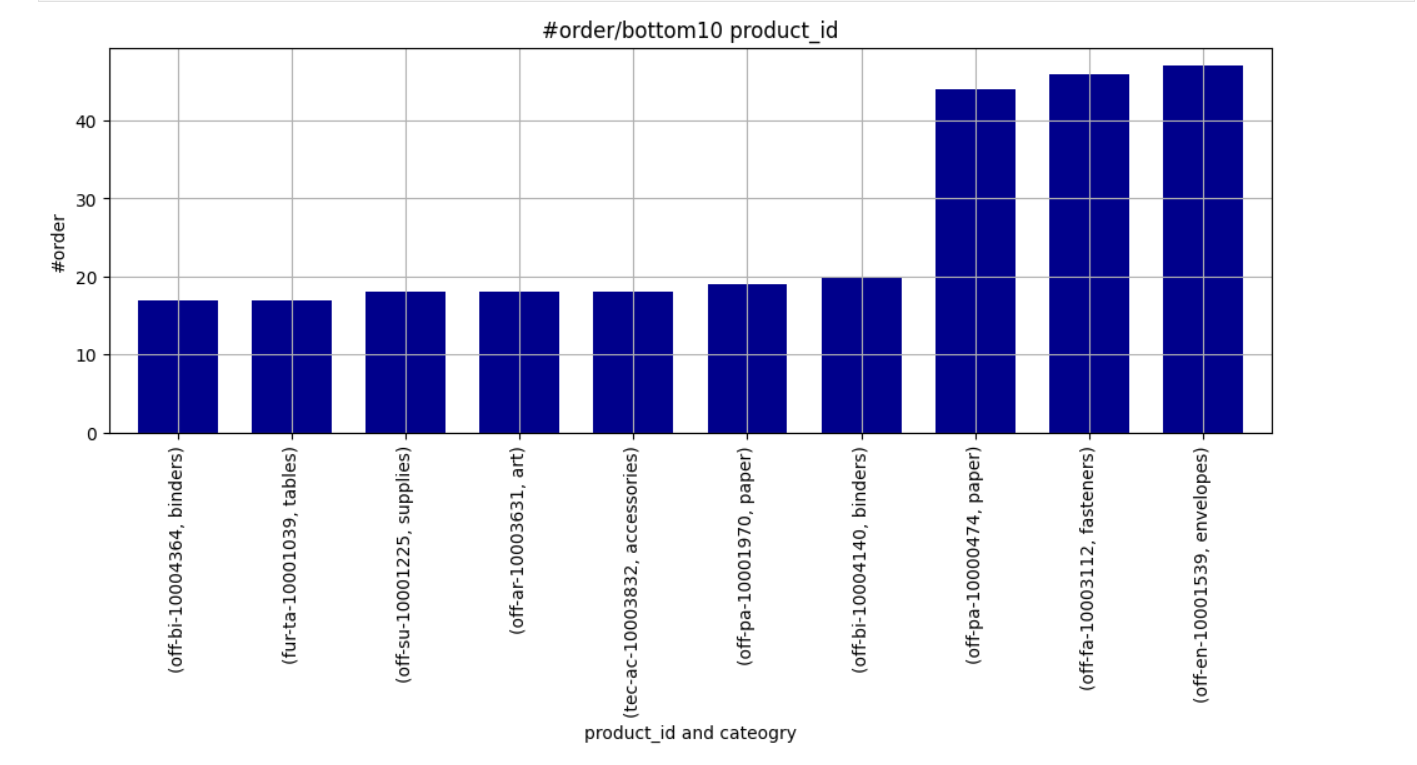 #order/bottom10 product_id
#order
40
30
20
10
0
(off-bi-10004364, binders)
(fur-ta-10001039, tables)
(off-su-10001225, supplies)
(off-ar-10003631, art)
(tec-ac-10003832, accessories)
(off-pa-10001970, paper)
(off-bi-10004140, binders)
(off-pa-10000474, paper)
(off-fa-10003112, fasteners)
(off-en-10001539, envelopes)
product_id and cateogry